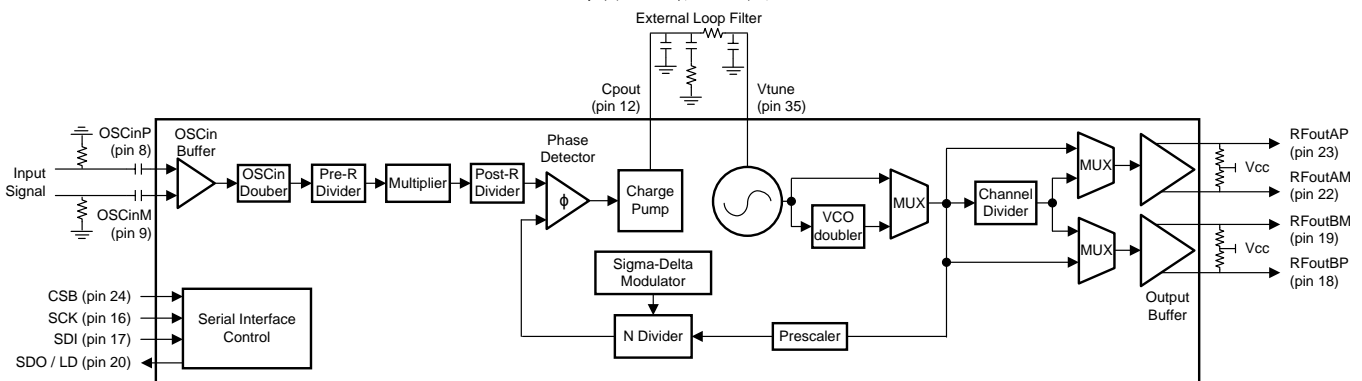 External Loop Filter
Cpout
(pin 12)
Vtune
(pin 35)
OSCinP
(pin 8)
OSCin
Buffer
Input
Signal
OSCinM
(pin 9)
OSCin
Douber
Pre-R
Divider
Multiplier
Post-R
Divider
Phase
Detector
ϕ
Charge
Pump
VCO
doubler
MUX
Channel
Divider
MUX
MUX
RFoutAP
(pin 23)
Vcc
RFoutAM
(pin 22)
RFoutBM
(pin 19)
Vcc
RFoutBP
(pin 18)
Output
Buffer
Sigma-Delta
Modulator
N Divider
Prescaler
CSB (pin 24)
SCK (pin 16)
SDI (pin 17)
SDO / LD (pin 20)
Serial Interface
Control